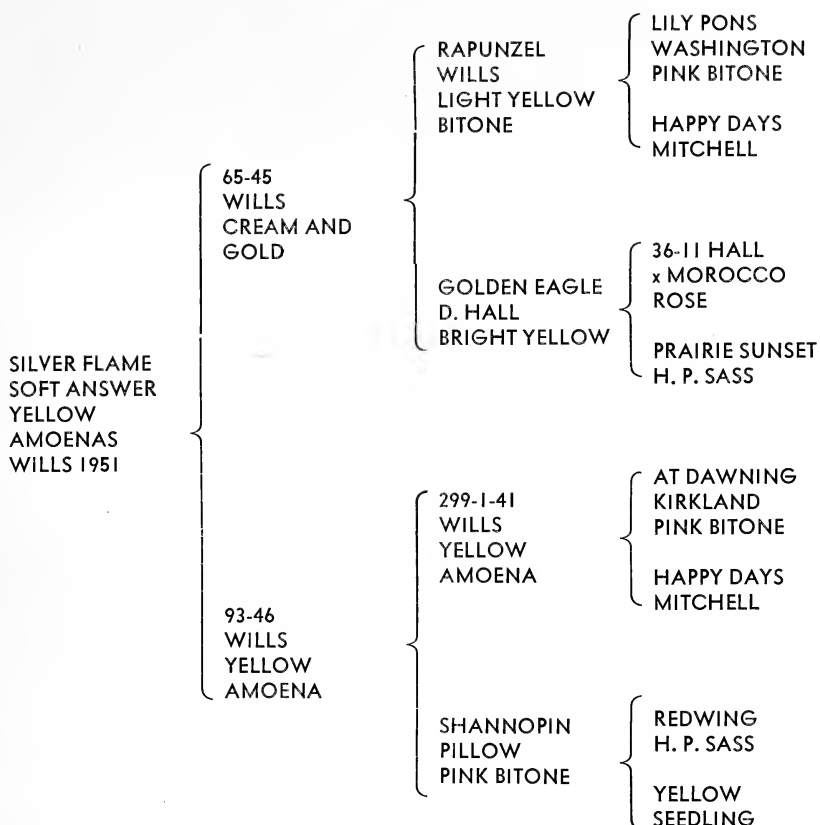 LILY PONS
WASHINGTON
PINK BITONE
HAPPY DAYS
MITCHELL
RAPUNZEL
WILLS
LIGHT YELLOW
BITONE
65-45
WILLS
CREAM AND
GOLD
36-11 HALL
x MOROCCO
ROSE
PRAIRIE SUNSET
H. P. SASS
GOLDEN EAGLE
D. HALL
BRIGHT YELLOW
SILVER FLAME
SOFT ANSWER
YELLOW
AMOENAS
WILLS 1951
AT DAWNING
KIRKLAND
PINK BITONE
HAPPY DAYS
MITCHELL
299-1-41
WILLS
YELLOW
AMOENA
93-46
WILLS
YELLOW
AMOENA
SHANNOPIN
PILLOW
PINK BITONE
REDWING
H. P. SASS
YELLOW
SEEDLING